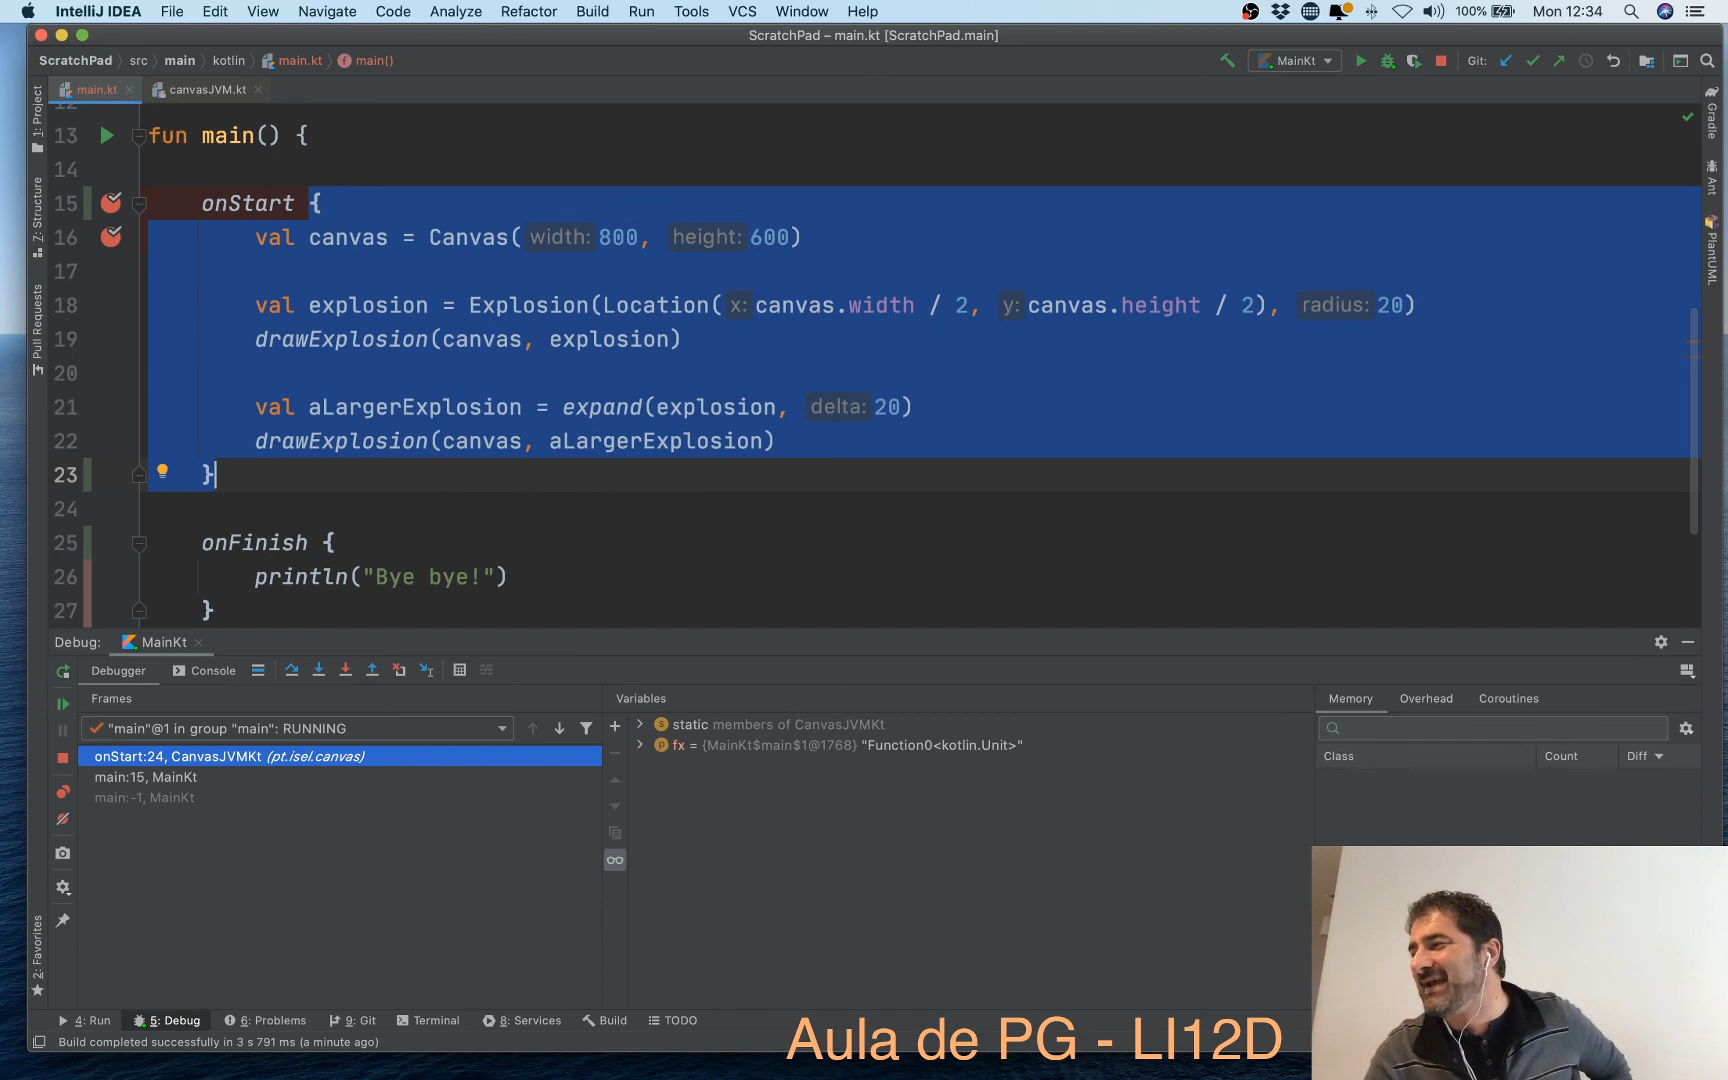 IntelliJ IDEA File Edit View Navigate Code Analyze Refactor Build Run Tools VCS Window Help 100% Mon 12:34
ScratchPad – main.kt [ScratchPad.main]
ScratchPad src main kotlin main.kt main() MainKt Git:
main.kt canvasJVM.kt
12
13 fun main() {
14
15 onStart {
16 val canvas = Canvas( width: 800, height: 600)
17
18 val explosion = Explosion(Location( x: canvas.width / 2, y: canvas.height / 2), radius: 20)
19 drawExplosion(canvas, explosion)
20
21 val aLargerExplosion = expand(explosion, delta: 20)
22 drawExplosion(canvas, aLargerExplosion)
23 }
24
25 onFinish {
26 println("Bye bye!")
27 }
1: Project
7: Structure
Pull Requests
2: Favorites
Gradle
Ant
PlantUML
Debug: MainKt
Debugger Console
Frames Variables Memory Overhead Coroutines
"main"@1 in group "main": RUNNING
onStart:24, CanvasJVMKt (pt.isel.canvas)
main:15, MainKt
main:-1, MainKt
static members of CanvasJVMKt
fx = {MainKt$main$1@1768} "Function0<kotlin.Unit>"
Class Count Diff
4: Run 5: Debug 6: Problems 9: Git Terminal 8: Services Build TODO
Build completed successfully in 3 s 791 ms (a minute ago)
Aula de PG - LI12D